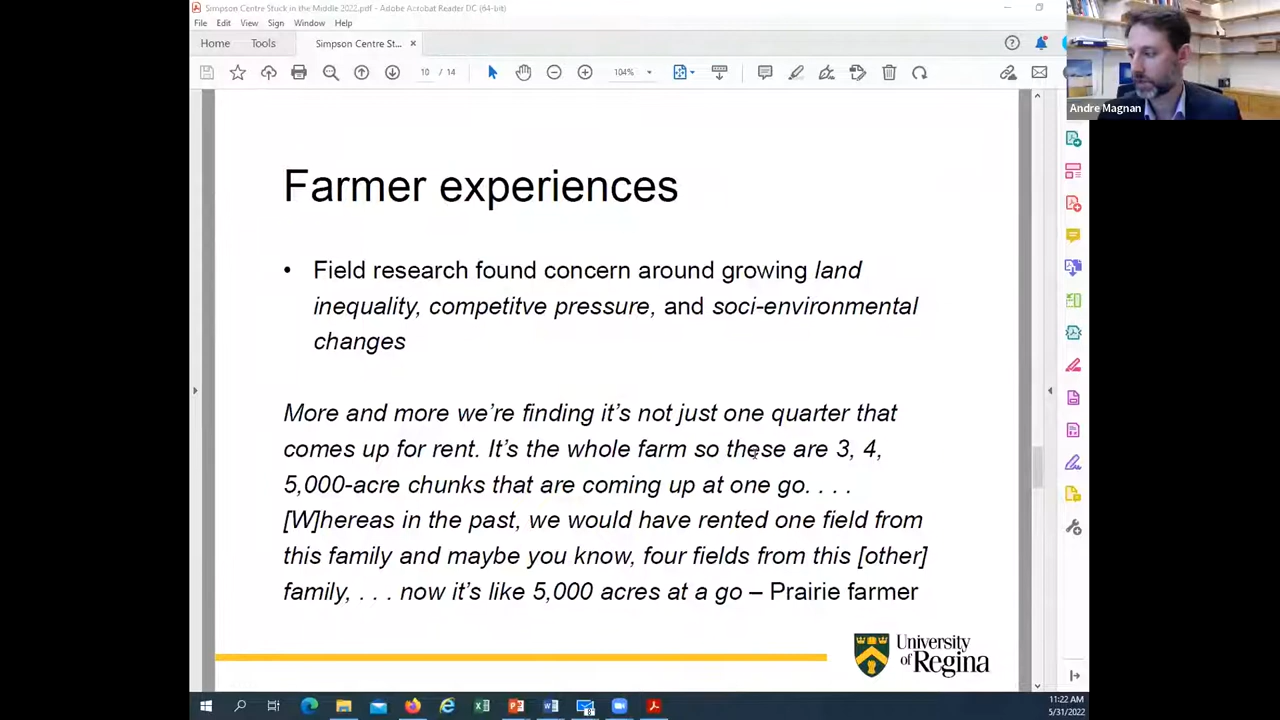 Simpson Centre Stuck in the Middle 2022.pdf - Adobe Acrobat Reader DC (64-bit)
File Edit View Sign Window Help
Home Tools Simpson Centre St... ×
10 / 14 104%
Andre Magnan
Farmer experiences
• Field research found concern around growing land
inequality, competitve pressure, and soci-environmental
changes
More and more we're finding it's not just one quarter that
comes up for rent. It's the whole farm so these are 3, 4,
5,000-acre chunks that are coming up at one go. . . .
[W]hereas in the past, we would have rented one field from
this family and maybe you know, four fields from this [other]
family, . . . now it's like 5,000 acres at a go – Prairie farmer
University
of Regina
11:22 AM
5/31/2022